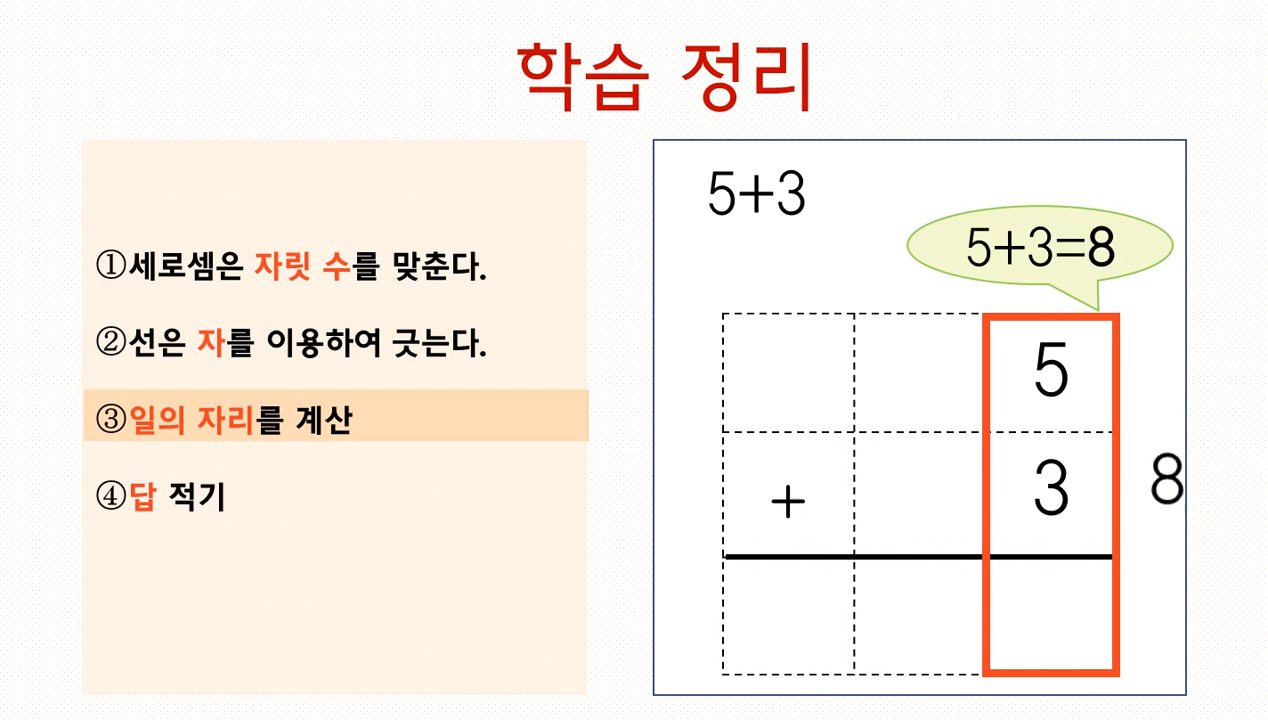 학습 정리
①세로셈은 자릿 수를 맞춘다.
②선은 자를 이용하여 긋는다.
③일의 자리를 계산
④답 적기
5+3
5+3=8
5
+ 3
8